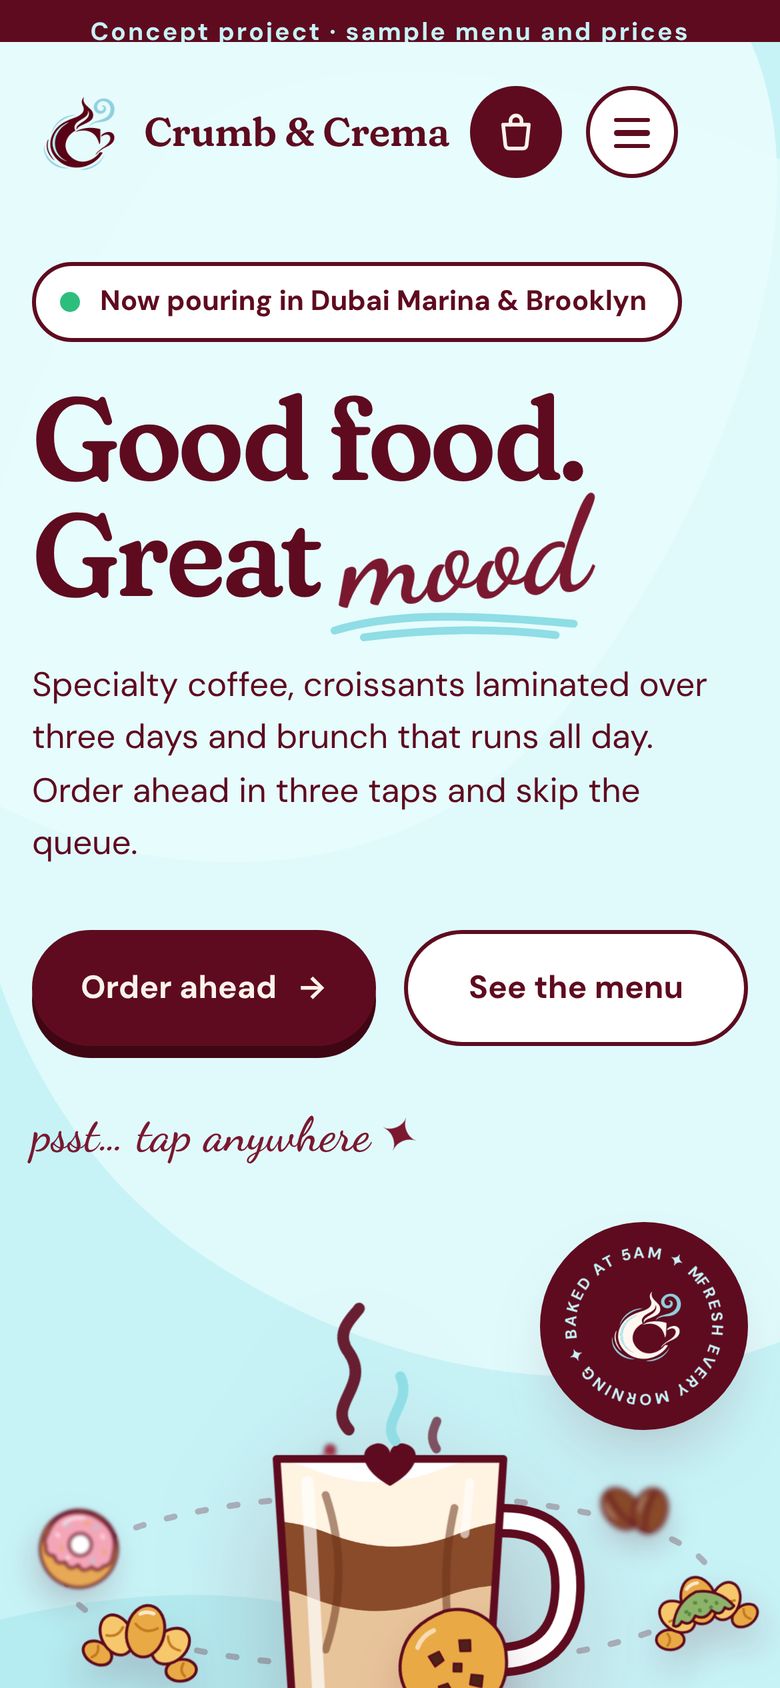 Concept project · sample menu and prices
Crumb & Crema
Now pouring in Dubai Marina & Brooklyn
Good food.
Great mood
Specialty coffee, croissants laminated over
three days and brunch that runs all day.
Order ahead in three taps and skip the
queue.
Order ahead →
See the menu
psst... tap anywhere ✦
FRESH EVERY MORNING ✦ BAKED AT 5AM ✦ M